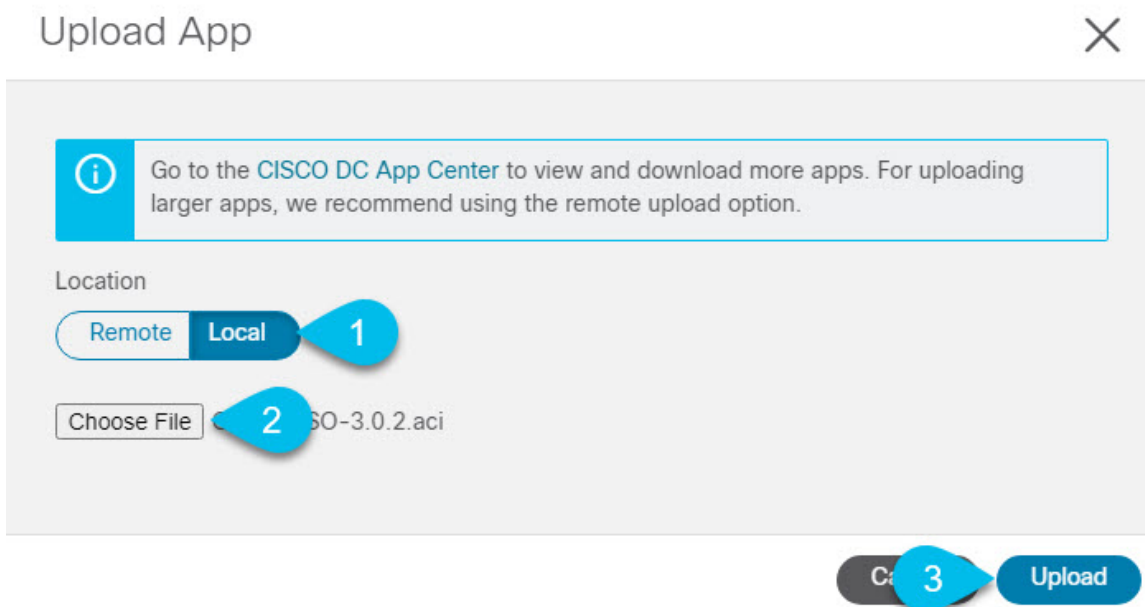 Upload App
Go to the CISCO DC App Center to view and download more apps. For uploading
larger apps, we recommend using the remote upload option.
Location
Remote Local 1
Choose File 2 SO-3.0.2.aci
3 Upload